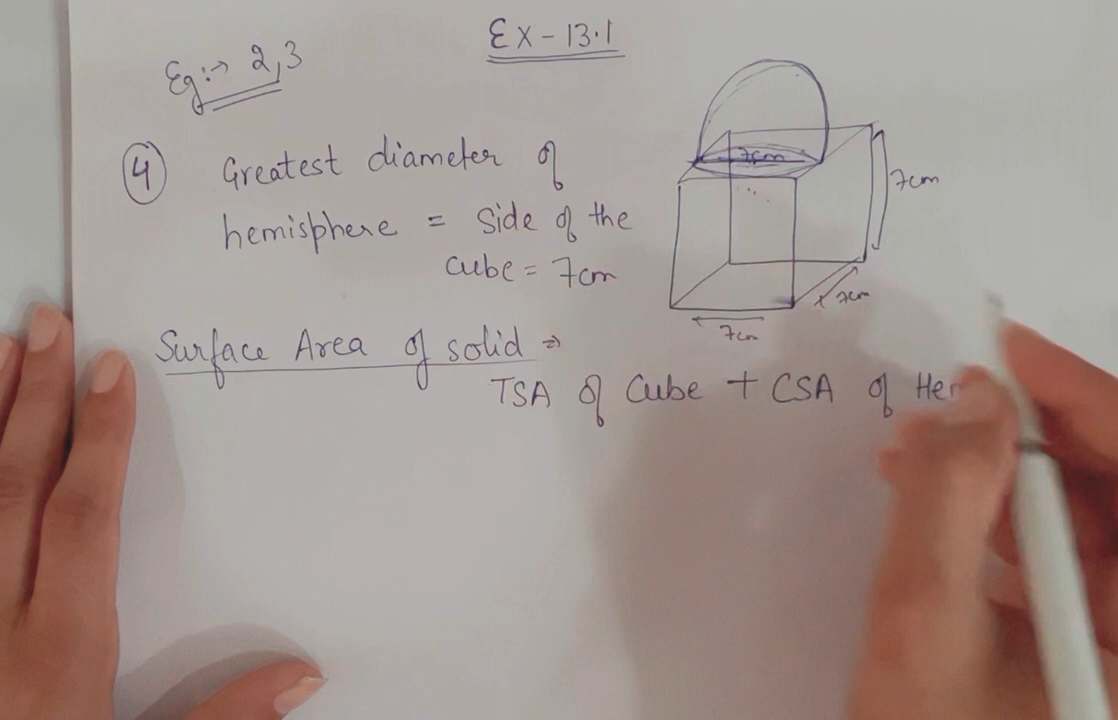 Ex - 13.1
Eg:→ 2,3
4 Greatest diameter of
hemisphere = Side of the
cube = 7cm
7cm
7cm
7cm
7cm
Surface Area of solid ⇒
TSA of Cube + CSA of Her